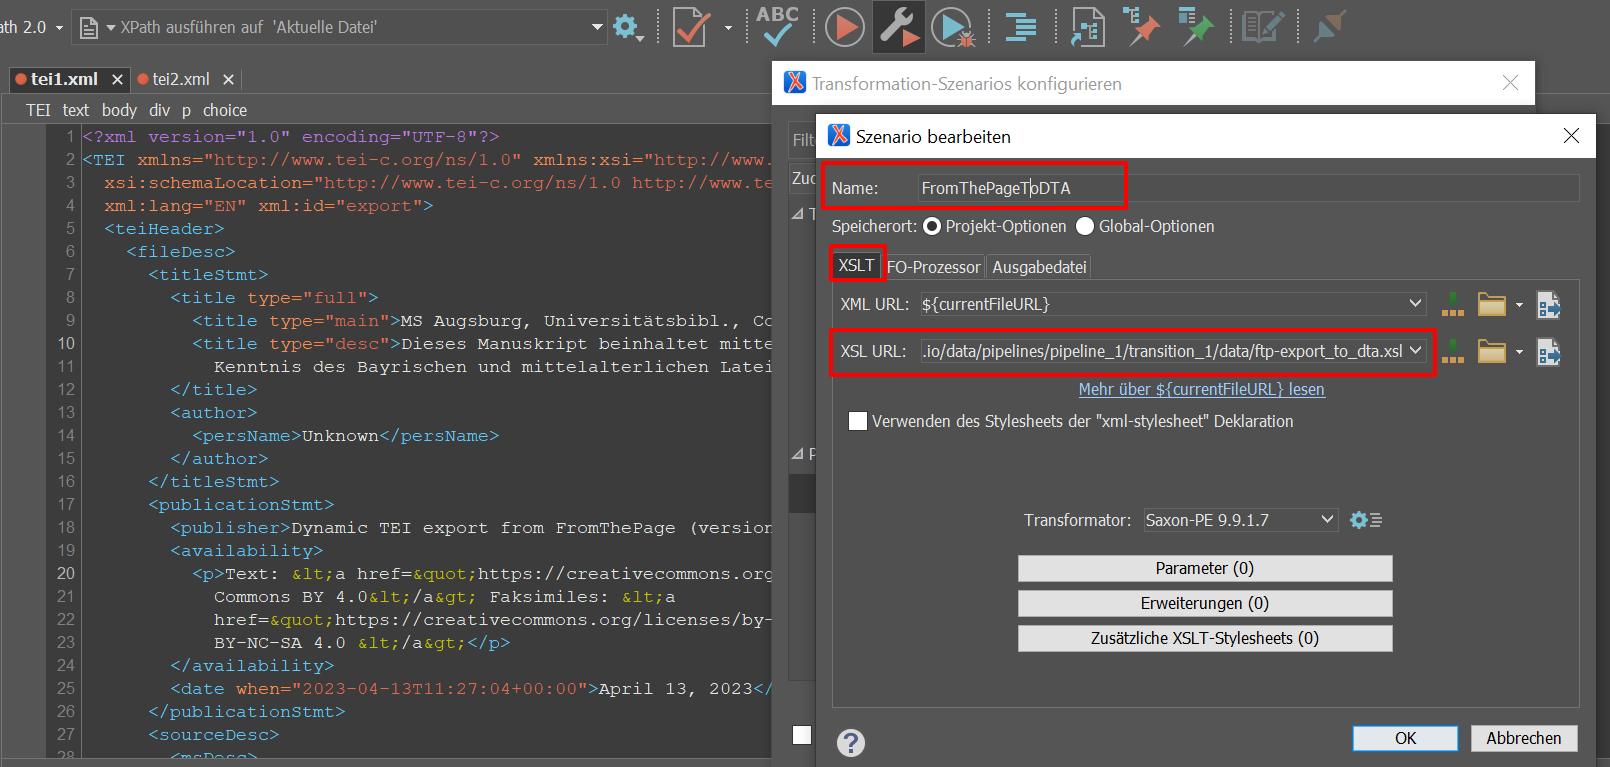 ath 2.0 XPath ausführen auf 'Aktuelle Datei'
ABC
tei1.xml tei2.xml
TEI text body div p choice
1 <?xml version="1.0" encoding="UTF-8"?>
2 <TEI xmlns="http://www.tei-c.org/ns/1.0" xmlns:xsi="http://www.
3 xsi:schemaLocation="http://www.tei-c.org/ns/1.0 http://www.te
4 xml:lang="EN" xml:id="export">
5 <teiHeader>
6 <fileDesc>
7 <titleStmt>
8 <title type="full">
9 <title type="main">MS Augsburg, Universitätsbibl., Co
10 <title type="desc">Dieses Manuskript beinhaltet mitte
11 Kenntnis des Bayrischen und mittelalterlichen Latei
12 </title>
13 <author>
14 <persName>Unknown</persName>
15 </author>
16 </titleStmt>
17 <publicationStmt>
18 <publisher>Dynamic TEI export from FromThePage (version
19 <availability>
20 <p>Text: &lt;a href=&quot;https://creativecommons.org
21 Commons BY 4.0&lt;/a&gt; Faksimiles: &lt;a
22 href=&quot;https://creativecommons.org/licenses/by-
23 BY-NC-SA 4.0 &lt;/a&gt;</p>
24 </availability>
25 <date when="2023-04-13T11:27:04+00:00">April 13, 2023</
26 </publicationStmt>
27 <sourceDesc>
28 <msDesc>
Transformation-Szenarios konfigurieren
Filt
Zuc
T
P
Szenario bearbeiten
Name: FromThePageToDTA
Speicherort: Projekt-Optionen Global-Optionen
XSLT FO-Prozessor Ausgabedatei
XML URL: ${currentFileURL}
XSL URL: .io/data/pipelines/pipeline_1/transition_1/data/ftp-export_to_dta.xsl
Mehr über ${currentFileURL} lesen
Verwenden des Stylesheets der "xml-stylesheet" Deklaration
Transformator: Saxon-PE 9.9.1.7
Parameter (0)
Erweiterungen (0)
Zusätzliche XSLT-Stylesheets (0)
?
OK Abbrechen